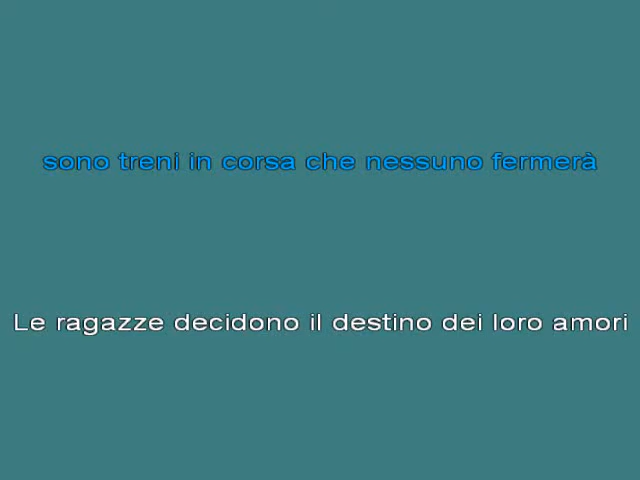 sono treni in corsa che nessuno fermerà
Le ragazze decidono il destino dei loro amori